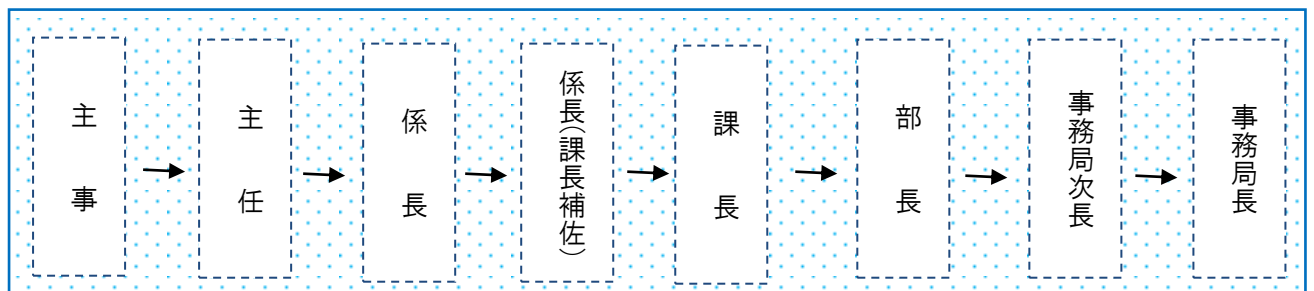 主事
主任
係長
係長(課長補佐)
課長
部長
事務局次長
事務局長